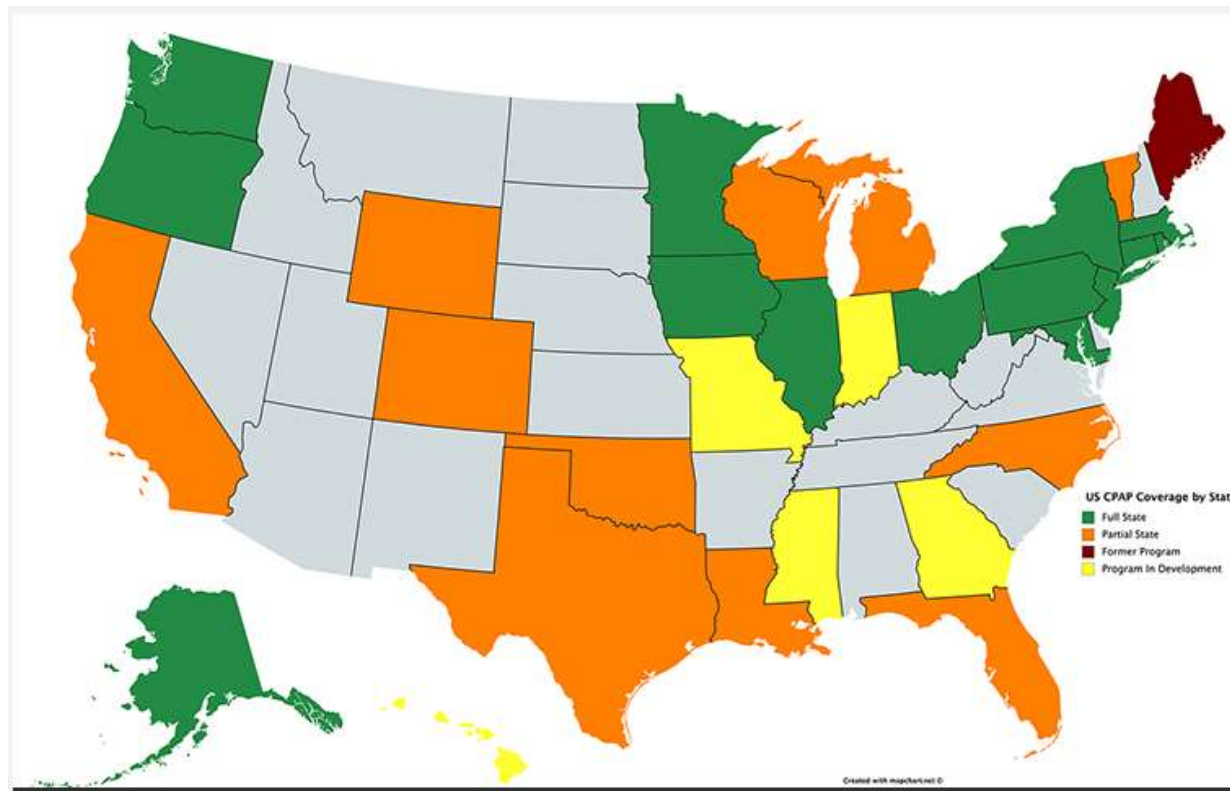 US CPAP Coverage by Stat
Full State
Partial State
Former Program
Program In Development
Created with mapchart.net ©